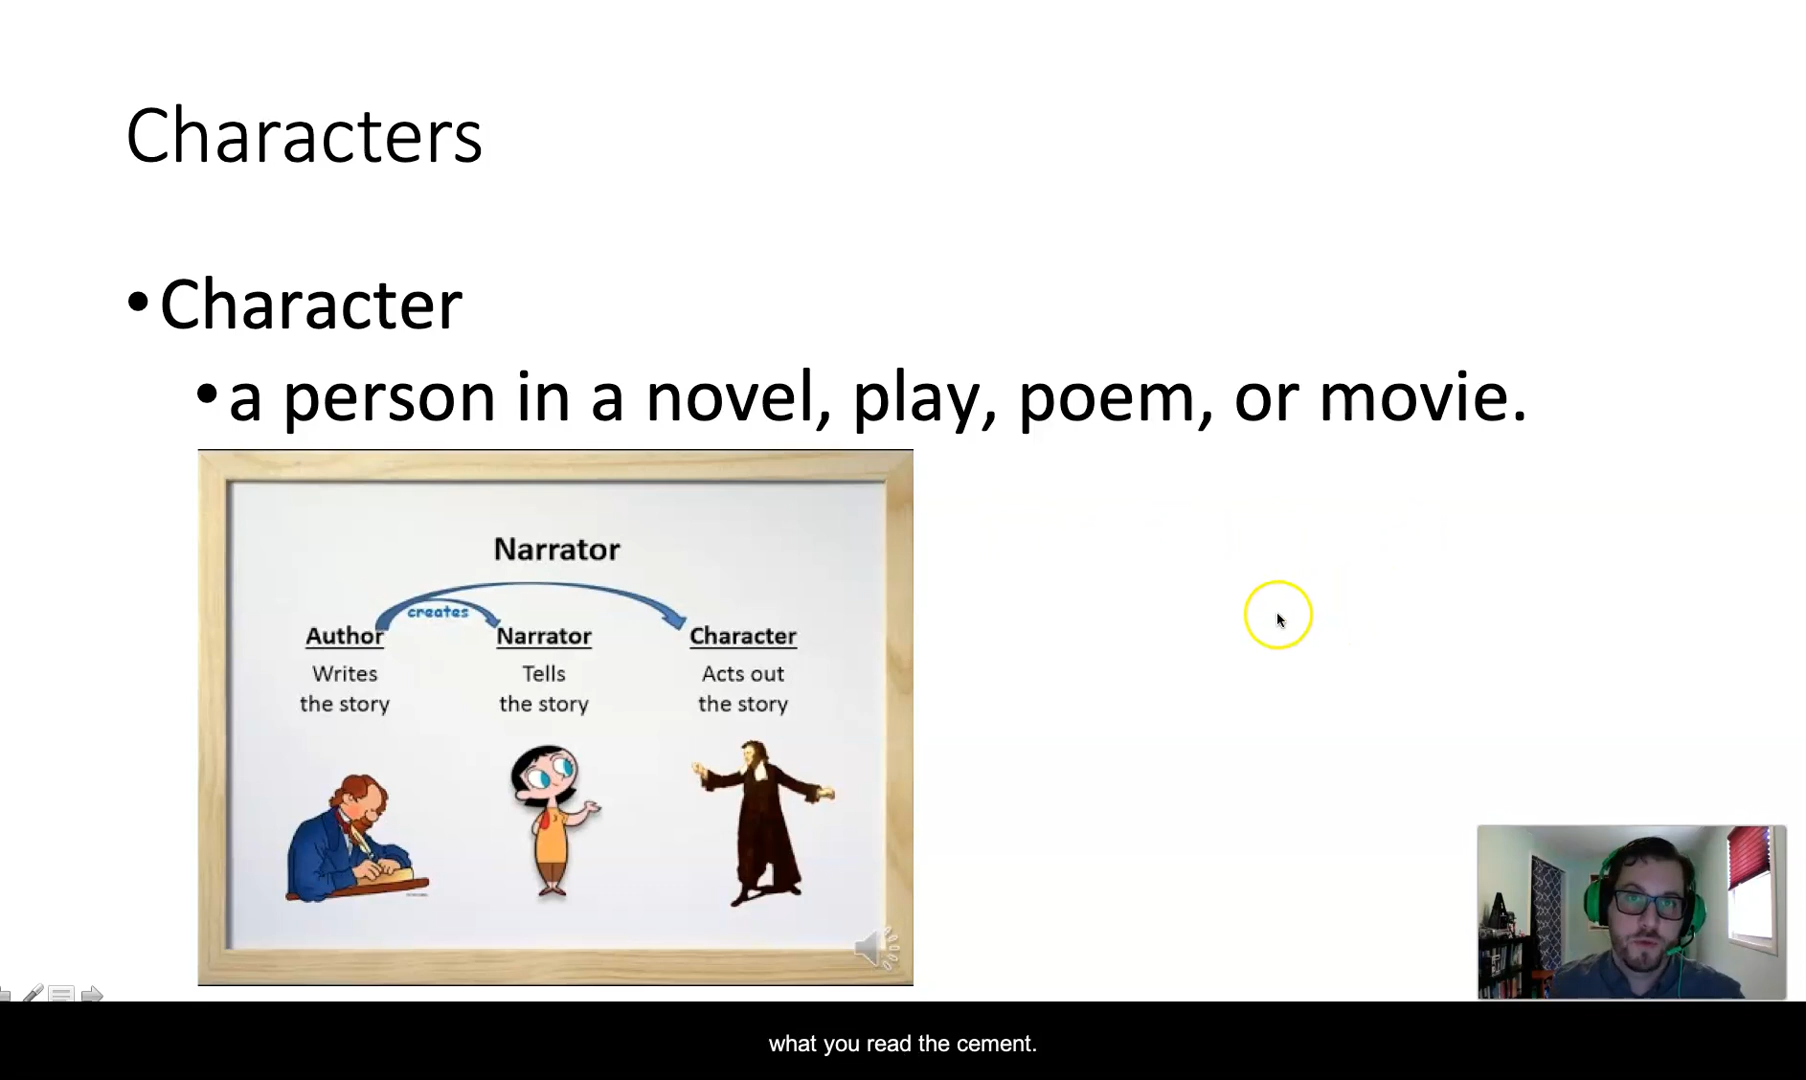 Characters
•Character
•a person in a novel, play, poem, or movie.
Narrator
creates
Author Narrator Character
Writes Tells Acts out
the story the story the story
what you read the cement.